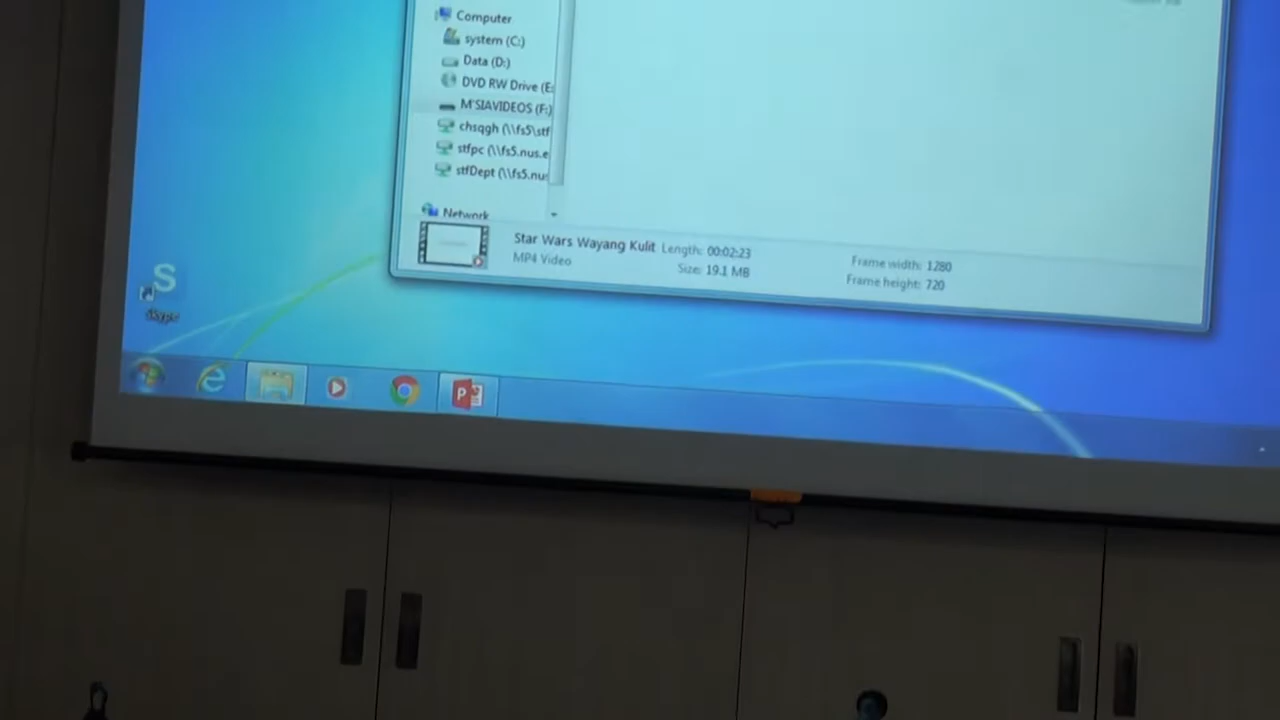 Computer
system (C:)
Data (D:)
DVD RW Drive (E:
M'SIAVIDEOS (F:)
chsqgh (\\fs5\stf
stfpc (\\fs5.nus.e
stfDept (\\fs5.nus
Network
Star Wars Wayang Kulit Length: 00:02:23 Frame width: 1280
MP4 Video Size: 19.1 MB Frame height: 720
S
skype
P